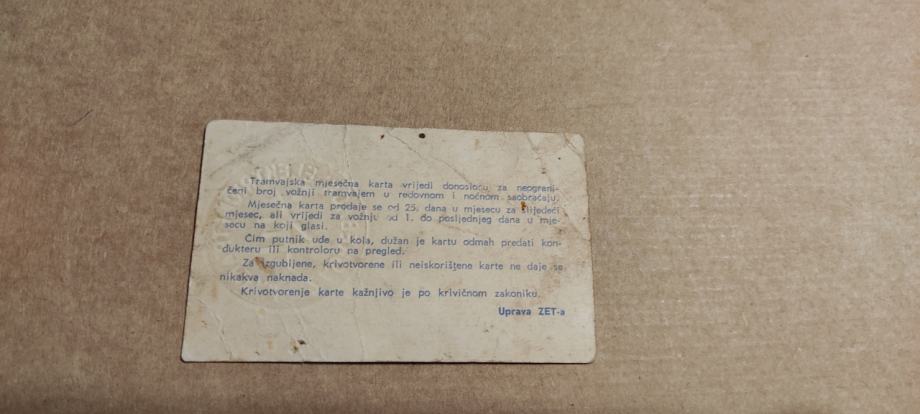 Tramvajska mjesečna karta vrijedi donosiocu za neograni-
čeni broj vožnji tramvajem u redovnom i noćnom saobraćaju.
Mjesečna karta prodaje se od 25. dana u mjesecu za slijedeći
mjesec, ali vrijedi za vožnju od 1. do posljednjeg dana u mje-
secu na koji glasi.
Čim putnik uđe u kola, dužan je kartu odmah predati kon-
dukteru ili kontroloru na pregled.
Za izgubljene, krivotvorene ili neiskorištene karte ne daje se
nikakva naknada.
Krivotvorenje karte kažnjivo je po krivičnom zakoniku.
Uprava ZET-a